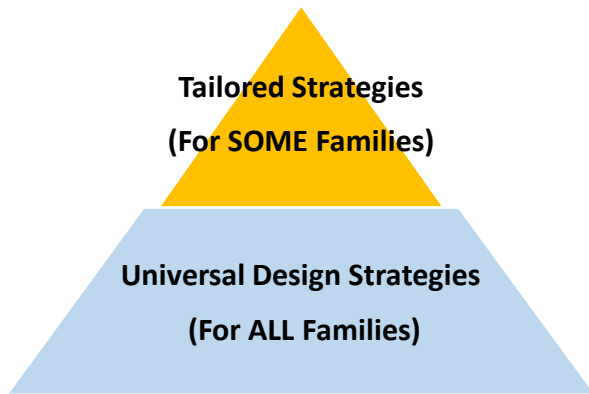 Tailored Strategies
(For SOME Families)
Universal Design Strategies
(For ALL Families)